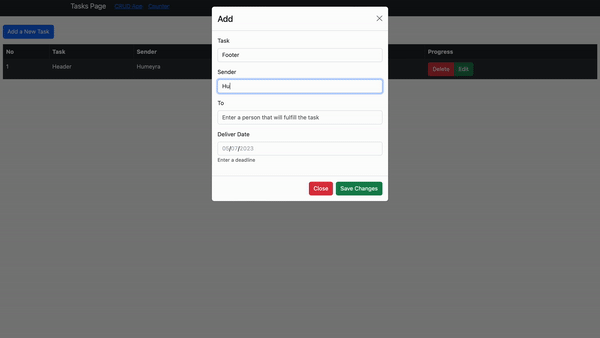 Tasks Page CRUD App Counter
Add a New Task
No Task Sender Progress
1 Header Humeyra Delete Edit
Add
Task
Footer
Sender
Hu
To
Enter a person that will fulfill the task
Deliver Date
05/07/2023
Enter a deadline
Close Save Changes